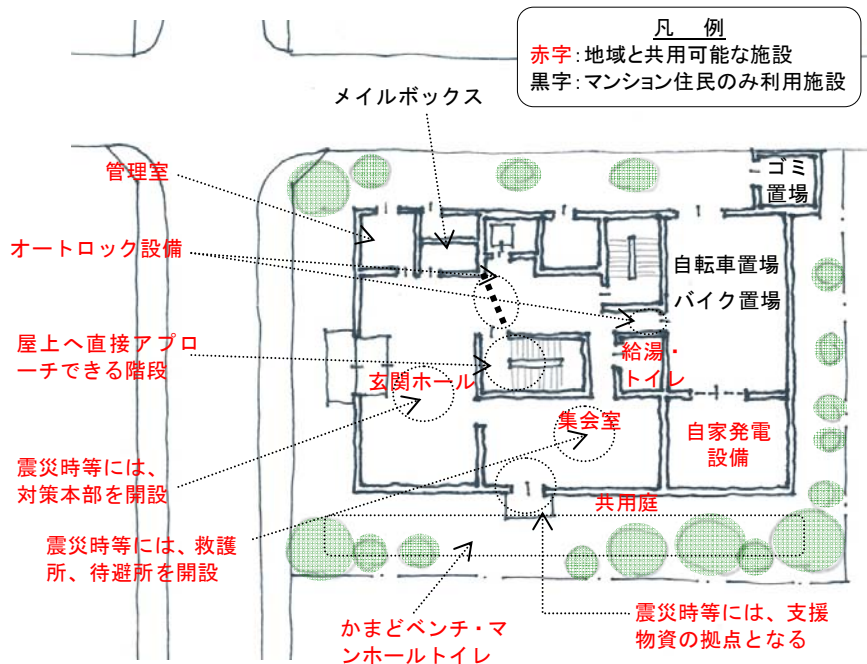 凡 例
赤字：地域と共用可能な施設
黒字：マンション住民のみ利用施設
メイルボックス
管理室
ゴミ
置場
オートロック設備
自転車置場
バイク置場
屋上へ直接アプロ
ーチできる階段
給湯・
トイレ
玄関ホール
集会室
自家発電
設備
震災時等には、
対策本部を開設
共用庭
震災時等には、救護
所、待避所を開設
かまどベンチ・マ
ンホールトイレ
震災時等には、支援
物資の拠点となる